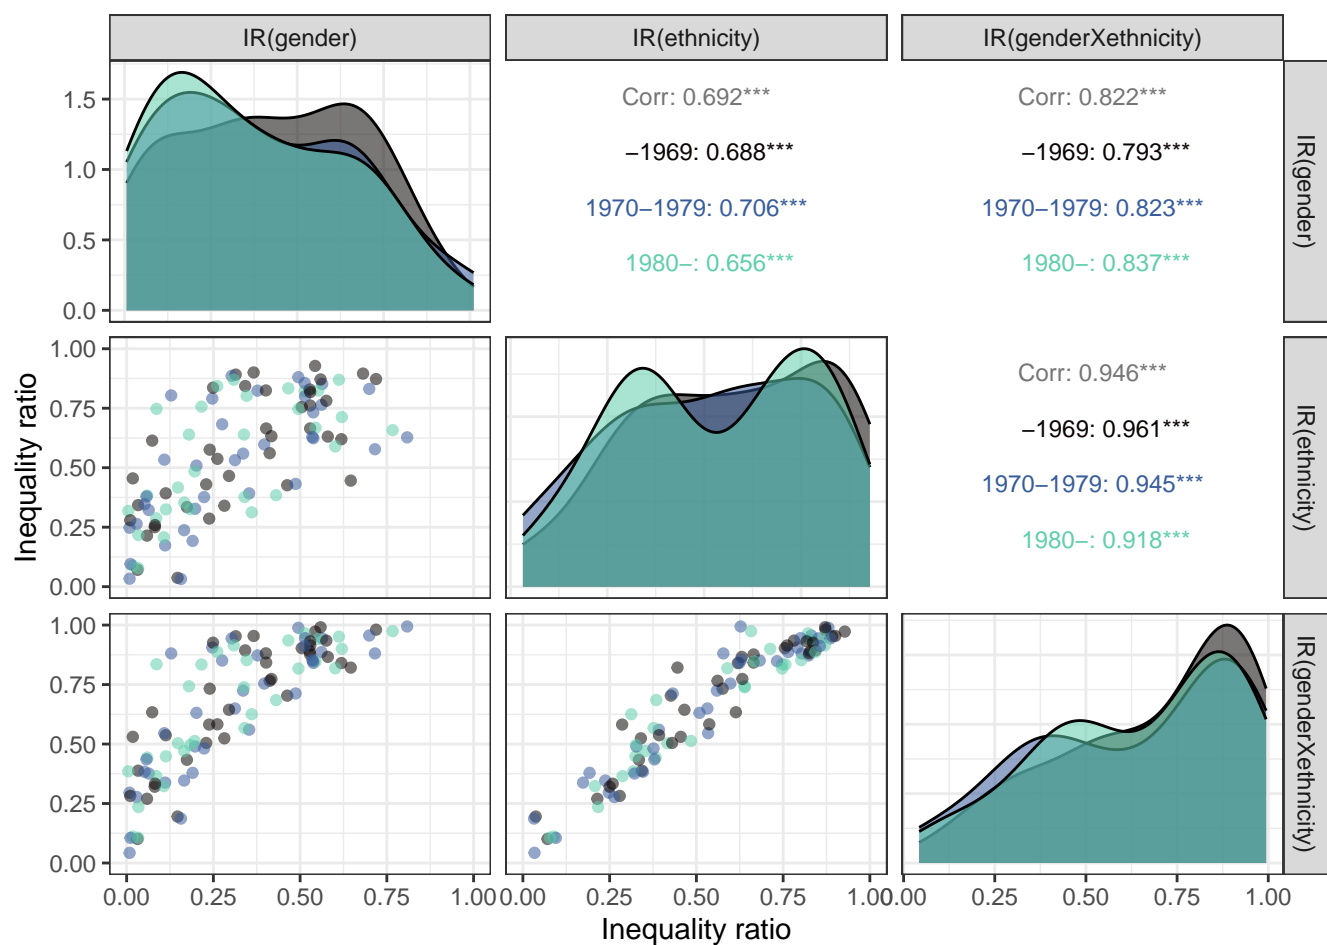 IR(gender)
IR(ethnicity)
IR(genderXethnicity)
1.5
1.0
0.5
0.0
Corr: 0.692***
−1969: 0.688***
1970−1979: 0.706***
1980−: 0.656***
Corr: 0.822***
−1969: 0.793***
1970−1979: 0.823***
1980−: 0.837***
IR(gender)
Inequality ratio
1.00
0.75
0.50
0.25
0.00
Corr: 0.946***
−1969: 0.961***
1970−1979: 0.945***
1980−: 0.918***
IR(ethnicity)
1.00
0.75
0.50
0.25
0.00
IR(genderXethnicity)
0.00 0.25 0.50 0.75 1.00
0.00 0.25 0.50 0.75 1.00
0.00 0.25 0.50 0.75 1.00
Inequality ratio